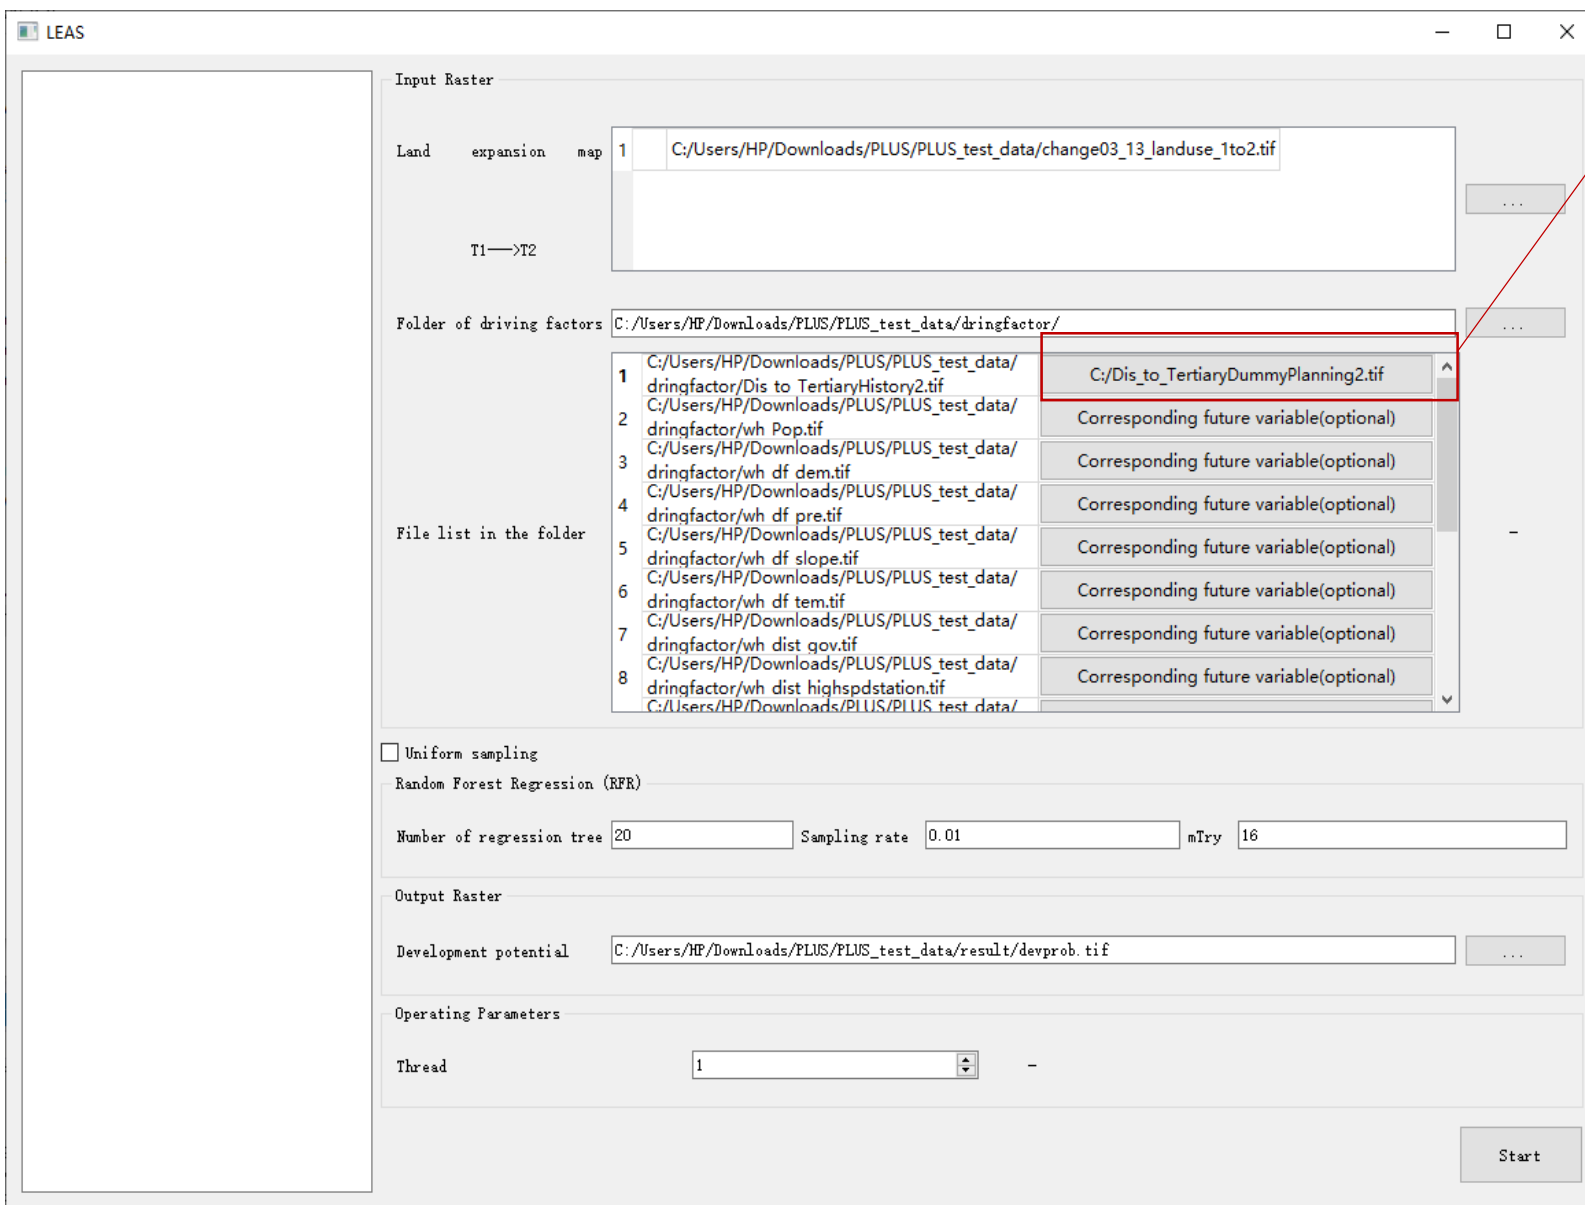 LEAS
Input Raster
Land expansion map
1 C:/Users/HP/Downloads/PLUS/PLUS_test_data/change03_13_landuse_1to2.tif
...
T1—>T2
Folder of driving factors C:/Users/HP/Downloads/PLUS/PLUS_test_data/dringfactor/
...
File list in the folder
1 C:/Users/HP/Downloads/PLUS/PLUS_test_data/
dringfactor/Dis to TertiaryHistory2.tif
C:/Dis_to_TertiaryDummyPlanning2.tif
2 C:/Users/HP/Downloads/PLUS/PLUS_test_data/
dringfactor/wh Pop.tif
Corresponding future variable(optional)
3 C:/Users/HP/Downloads/PLUS/PLUS_test_data/
dringfactor/wh df dem.tif
Corresponding future variable(optional)
4 C:/Users/HP/Downloads/PLUS/PLUS_test_data/
dringfactor/wh df pre.tif
Corresponding future variable(optional)
5 C:/Users/HP/Downloads/PLUS/PLUS_test_data/
dringfactor/wh df slope.tif
Corresponding future variable(optional)
6 C:/Users/HP/Downloads/PLUS/PLUS_test_data/
dringfactor/wh df tem.tif
Corresponding future variable(optional)
7 C:/Users/HP/Downloads/PLUS/PLUS_test_data/
dringfactor/wh dist gov.tif
Corresponding future variable(optional)
8 C:/Users/HP/Downloads/PLUS/PLUS_test_data/
dringfactor/wh dist highspdstation.tif
Corresponding future variable(optional)
C:/Users/HP/Downloads/PLUS/PLUS test data/
-
Uniform sampling
Random Forest Regression (RFR)
Number of regression tree 20 Sampling rate 0.01 mTry 16
Output Raster
Development potential C:/Users/HP/Downloads/PLUS/PLUS_test_data/result/devprob.tif
...
Operating Parameters
Thread 1 -
Start